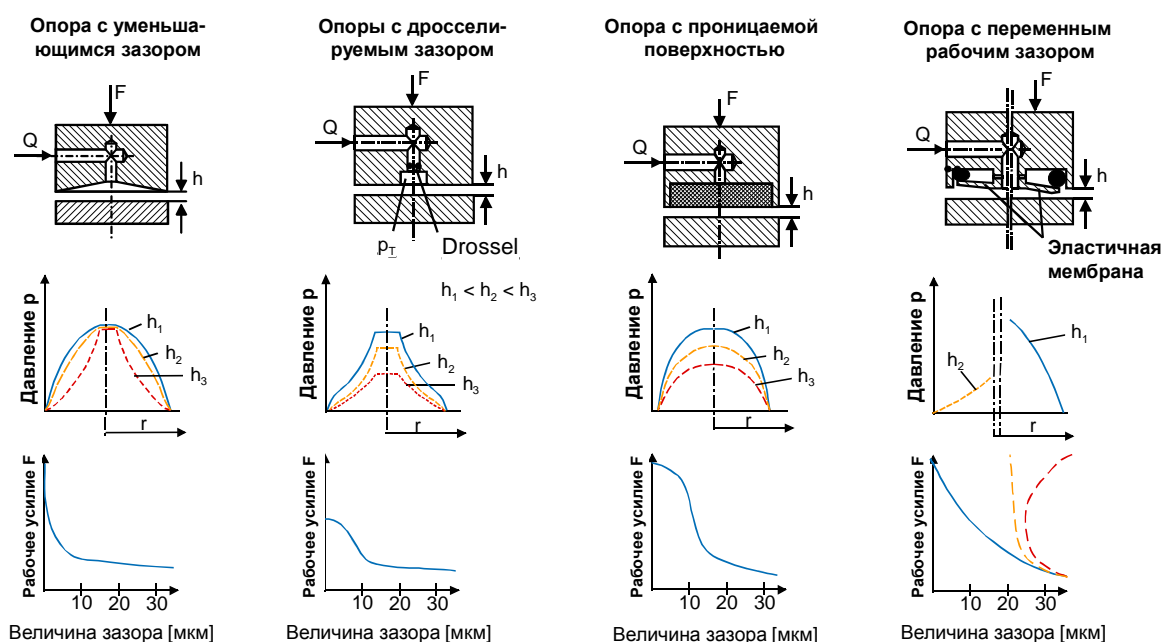 Опора с уменьша-
ющимся зазором
F
Q
h
Давление p
h1
h2
h3
r
Рабочее усилие F
10 20 30
Величина зазора [мкм]
Опоры с дроссели-
руемым зазором
F
Q
h
pT
Drossel
h1 < h2 < h3
Давление p
h1
h2
h3
r
Рабочее усилие F
10 20 30
Величина зазора [мкм]
Опора с проницаемой
поверхностью
F
Q
h
Давление p
h1
h2
h3
r
Рабочее усилие F
10 20 30
Величина зазора [мкм]
Опора с переменным
рабочим зазором
F
Q
h
Эластичная
мембрана
Давление p
h1
h2
r
Рабочее усилие F
10 20 30
Величина зазора [мкм]